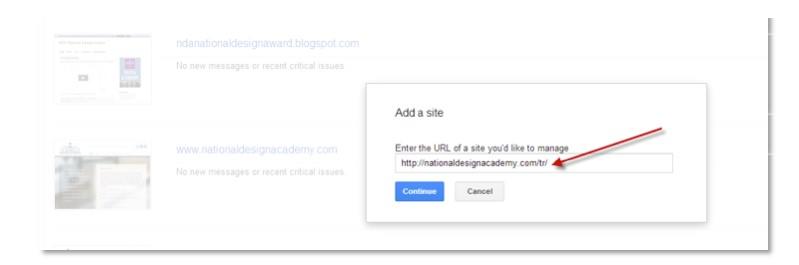 ndanationaldesignaward.blogspot.com
No new messages or recent critical issues.
Add a site
Enter the URL of a site you'd like to manage
http://nationaldesignacademy.com/tr/
www.nationaldesignacademy.com
No new messages or recent critical issues.
Continue Cancel